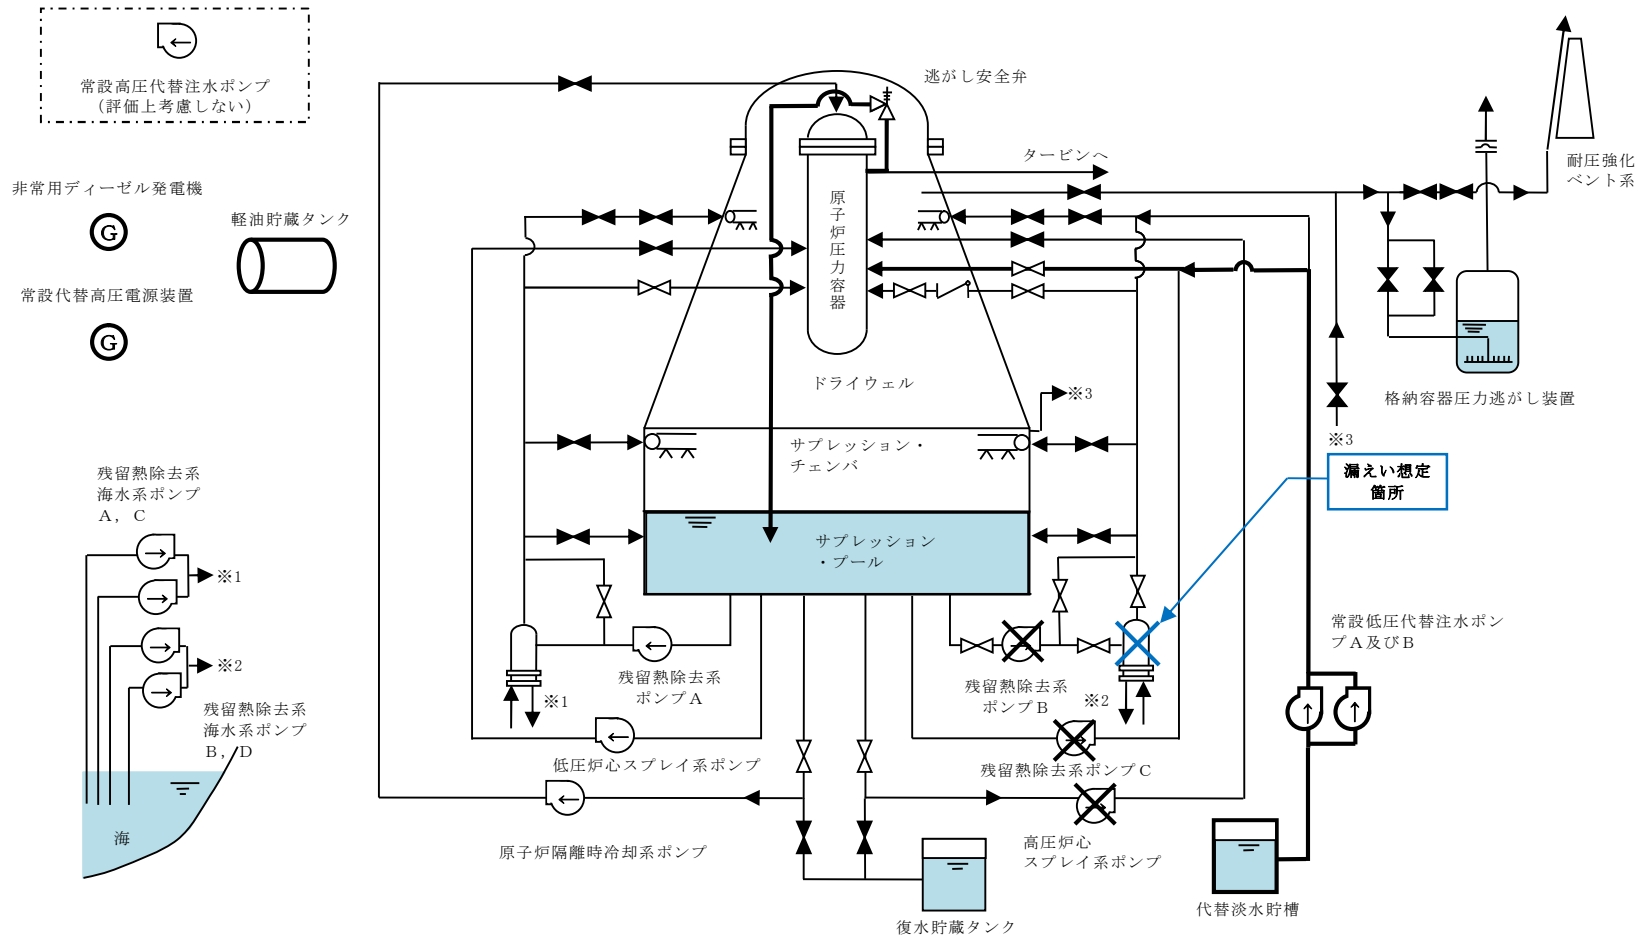 常設高圧代替注水ポンプ
（評価上考慮しない）
非常用ディーゼル発電機
G
軽油貯蔵タンク
常設代替高圧電源装置
G
逃がし安全弁
タービンへ
原子炉圧力容器
耐圧強化
ベント系
格納容器圧力逃がし装置
※3
ドライウェル
※3
サプレッション・
チェンバ
漏えい想定
箇所
サプレッション
・プール
残留熱除去系
海水系ポンプ
A，C
※1
※2
残留熱除去系
海水系ポンプ
B，D
海
残留熱除去系
ポンプA
※1
低圧炉心スプレイ系ポンプ
原子炉隔離時冷却系ポンプ
残留熱除去系
ポンプB
※2
残留熱除去系ポンプC
高圧炉心
スプレイ系ポンプ
復水貯蔵タンク
常設低圧代替注水ポン
プA及びB
代替淡水貯槽